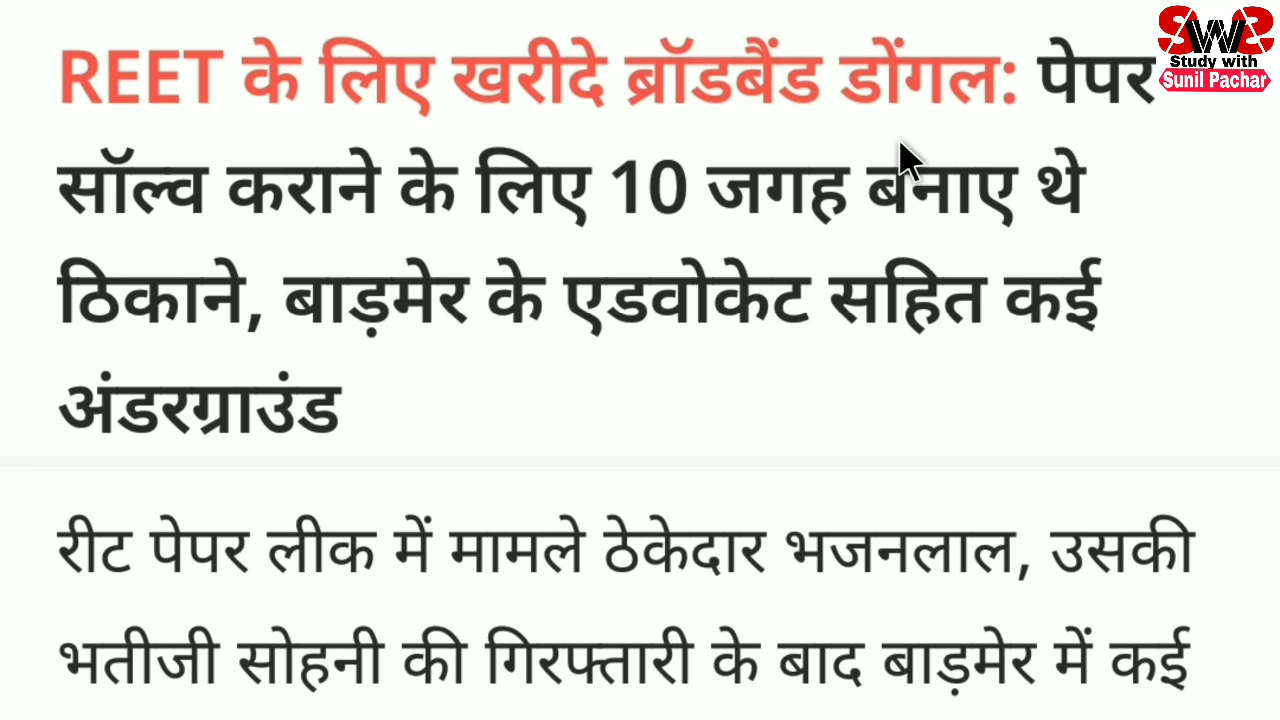 REET के लिए खरीदे ब्रॉडबैंड डोंगल: पेपर
सॉल्व कराने के लिए 10 जगह बनाए थे
ठिकाने, बाड़मेर के एडवोकेट सहित कई
अंडरग्राउंड
रीट पेपर लीक में मामले ठेकेदार भजनलाल, उसकी
भतीजी सोहनी की गिरफ्तारी के बाद बाड़मेर में कई
SWS
Study with
Sunil Pachar